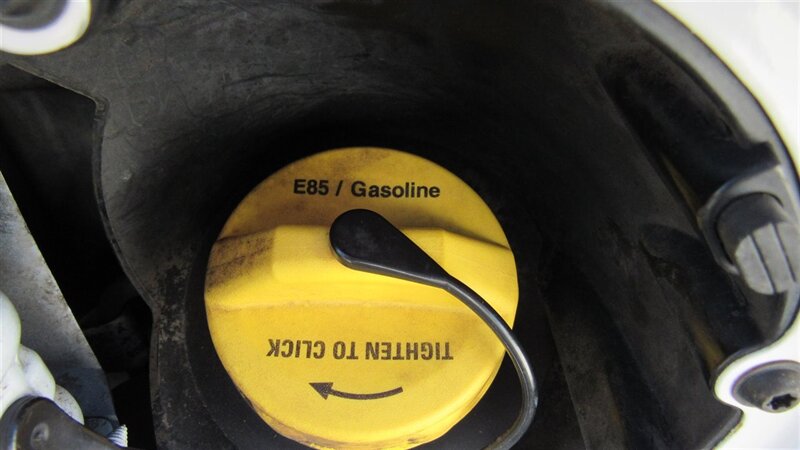 E85 / Gasoline
TIGHTEN TO CLICK